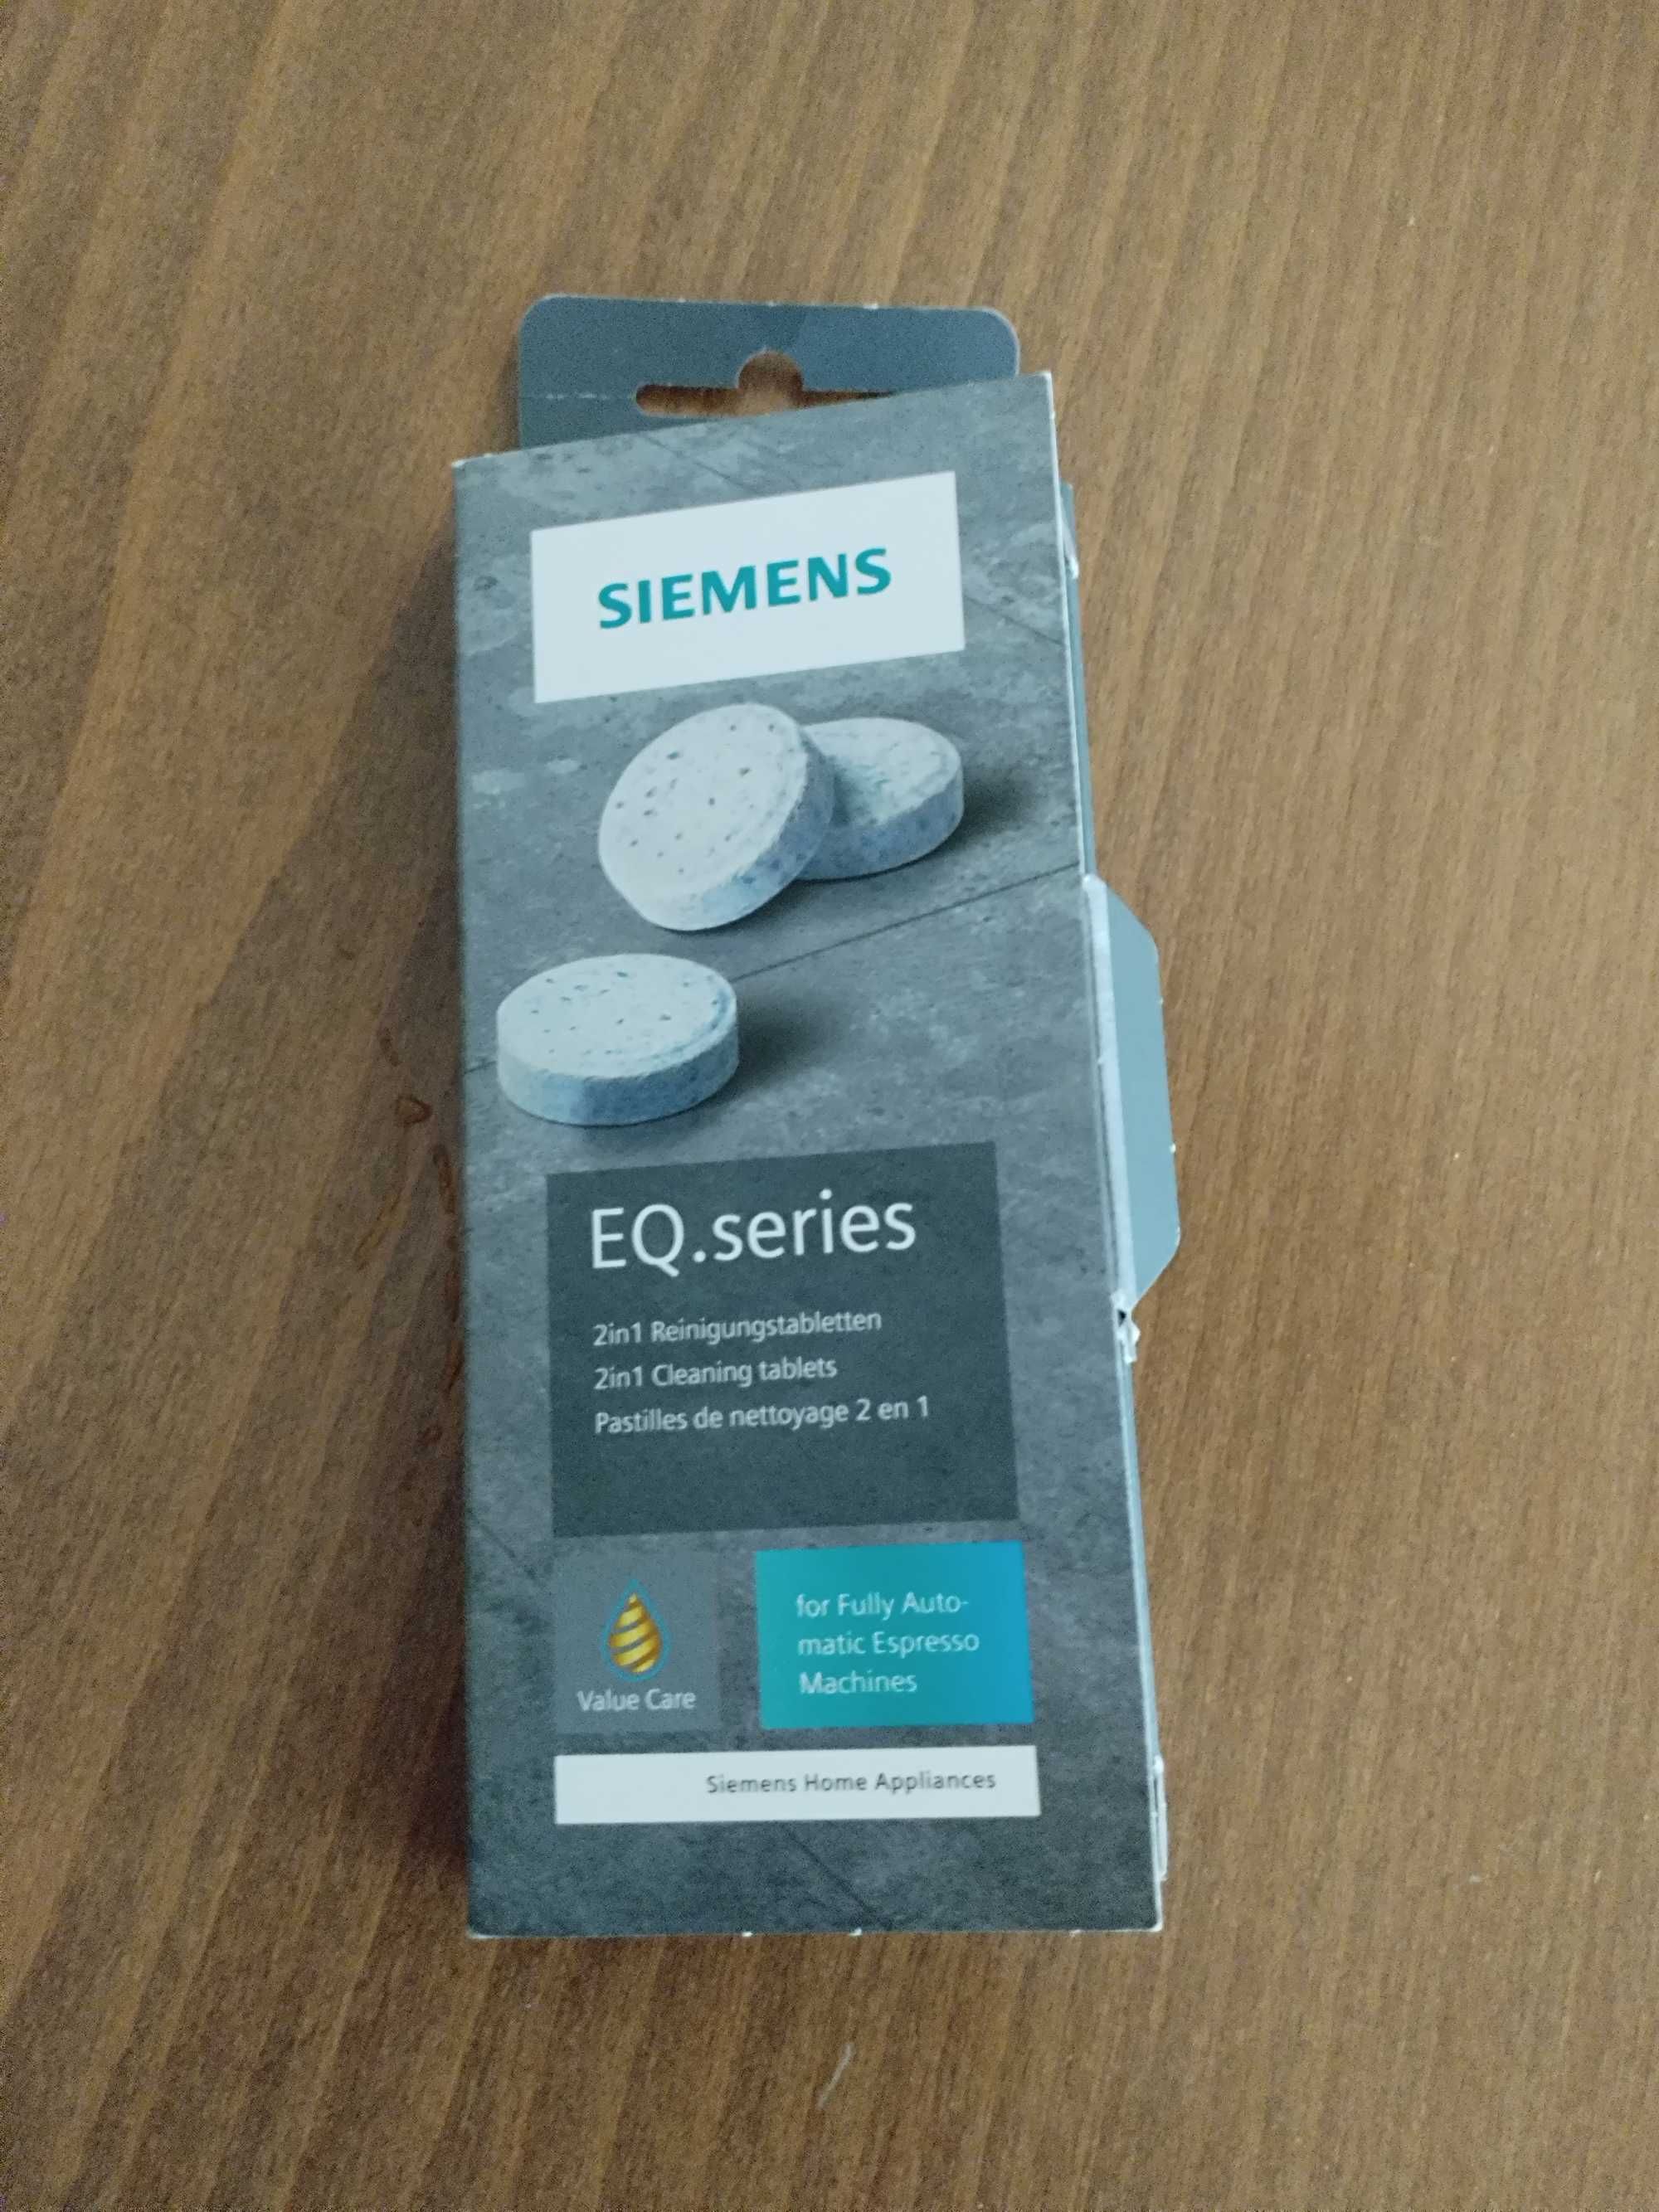 SIEMENS
EQ.series
2in1 Reinigungstabletten
2in1 Cleaning tablets
Pastilles de nettoyage 2 en 1
Value Care
for Fully Auto-
matic Espresso
Machines
Siemens Home Appliances